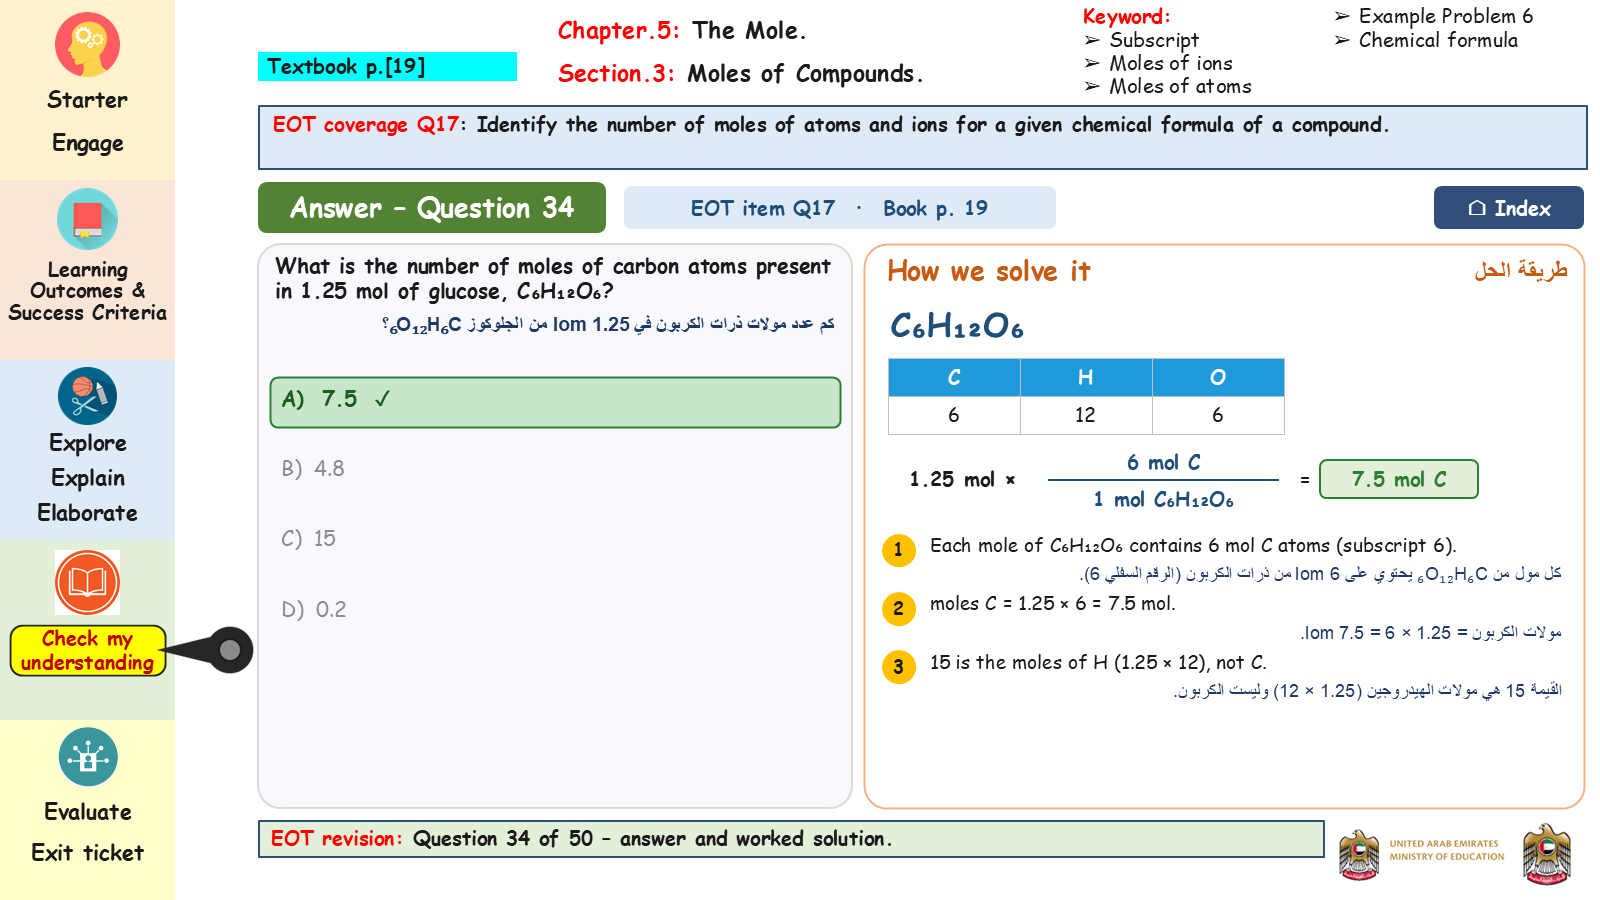 Starter
Engage
Learning
Outcomes &
Success Criteria
Explore
Explain
Elaborate
Check my
understanding
Evaluate
Exit ticket
Textbook p.[19]
Chapter.5: The Mole.
Section.3: Moles of Compounds.
Keyword:
➢ Subscript
➢ Moles of ions
➢ Moles of atoms
➢ Example Problem 6
➢ Chemical formula
EOT coverage Q17: Identify the number of moles of atoms and ions for a given chemical formula of a compound.
Answer – Question 34
EOT item Q17 · Book p. 19
☖ Index
What is the number of moles of carbon atoms present
in 1.25 mol of glucose, C₆H₁₂O₆?
كم عدد مولات ذرات الكربون في 1.25 lom من الجلوكوز ₆O₁₂H₆C؟
A) 7.5 ✓
B) 4.8
C) 15
D) 0.2
How we solve it
طريقة الحل
C₆H₁₂O₆
C H O
6 12 6
1.25 mol ×
6 mol C
1 mol C₆H₁₂O₆
= 7.5 mol C
1 Each mole of C₆H₁₂O₆ contains 6 mol C atoms (subscript 6).
كل مول من ₆O₁₂H₆C يحتوي على 6 lom من ذرات الكربون (الرقم السفلي 6).
2 moles C = 1.25 × 6 = 7.5 mol.
مولات الكربون = 1.25 × 6 = 7.5 lom.
3 15 is the moles of H (1.25 × 12), not C.
القيمة 15 هي مولات الهيدروجين (1.25 × 12) وليست الكربون.
EOT revision: Question 34 of 50 – answer and worked solution.
UNITED ARAB EMIRATES
MINISTRY OF EDUCATION